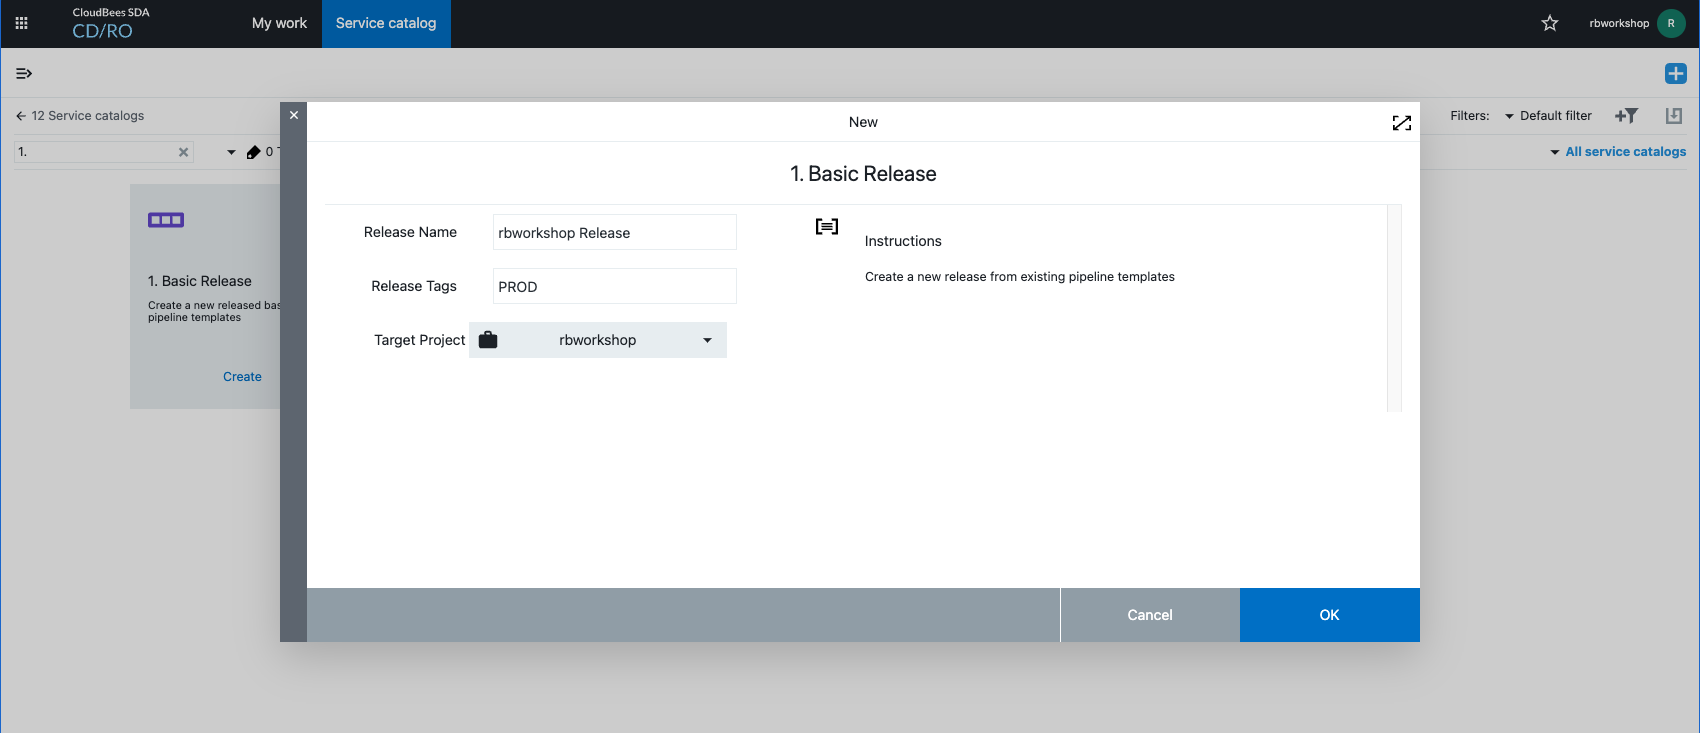 CloudBees SDA
CD/RO
My work
Service catalog
rbworkshop
R
12 Service catalogs
Filters:
Default filter
1.
0
All service catalogs
New
1. Basic Release
Release Name
rbworkshop Release
Release Tags
PROD
Target Project
rbworkshop
Instructions
Create a new release from existing pipeline templates
1. Basic Release
Create a new released
pipeline templates
Create
Cancel
OK